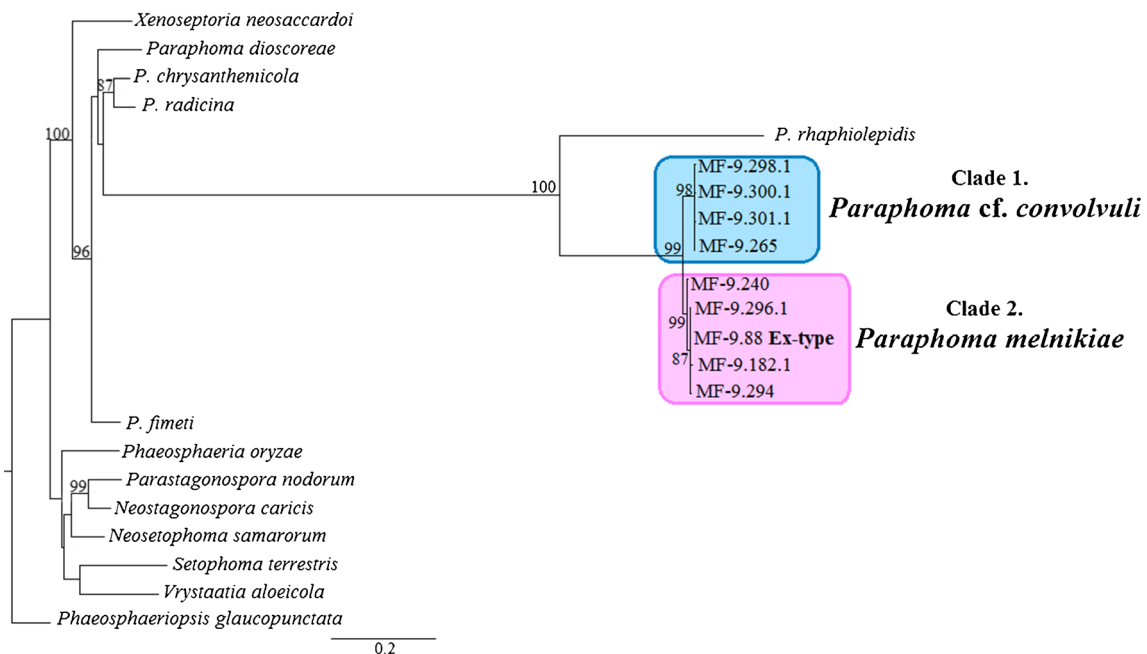 Xenoseptoria neosaccardoi
Paraphoma dioscoreae
87
P. chrysanthemicola
P. radicina
100
P. rhaphiolepidis
MF-9.298.1
Clade 1.
100
98
MF-9.300.1
Paraphoma cf. convolvuli
MF-9.301.1
99
MF-9.265
96
MF-9.240
MF-9.296.1
Clade 2.
99
MF-9.88 Ex-type
Paraphoma melnikiae
87
MF-9.182.1
MF-9.294
P. fimeti
Phaeosphaeria oryzae
99
Parastagonospora nodorum
Neostagonospora caricis
Neosetophoma samarorum
Setophoma terrestris
Vrystaatia aloeicola
Phaeosphaeriopsis glaucopunctata
0.2